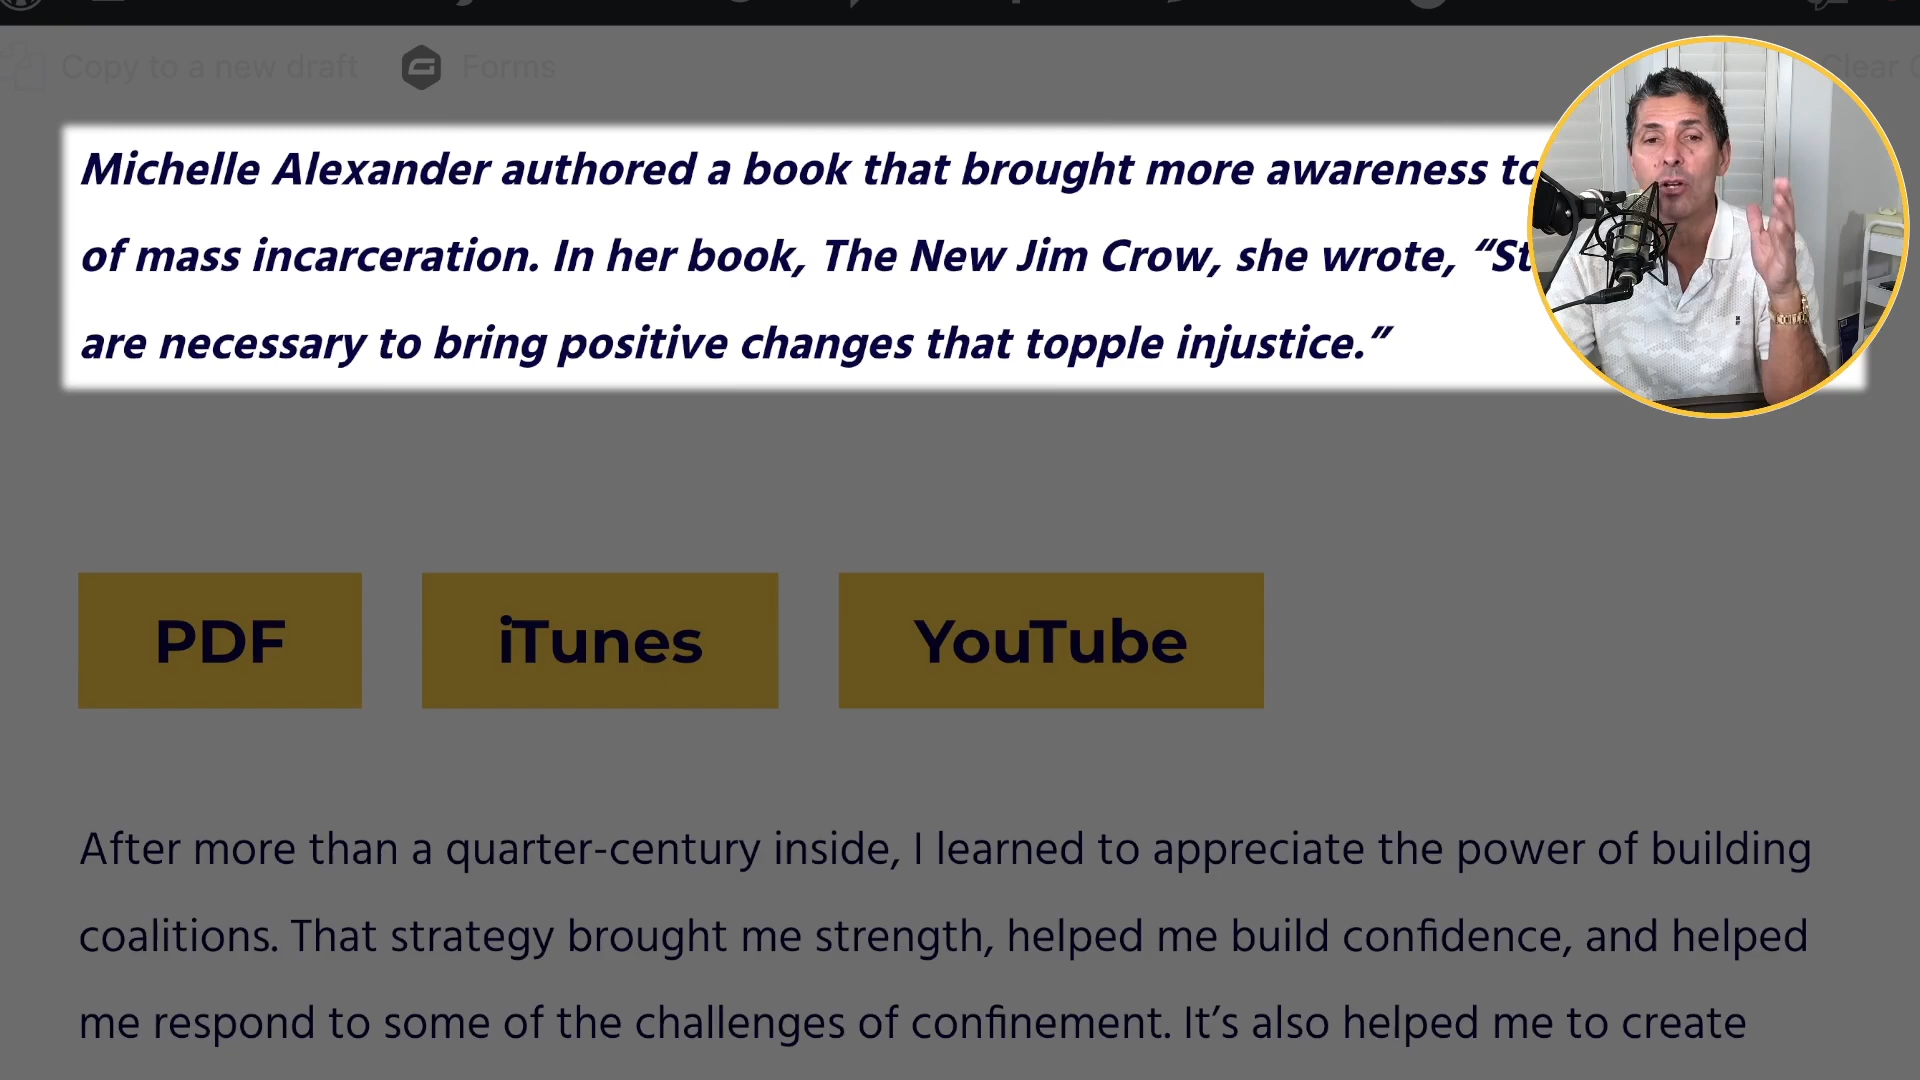 Copy to a new draft Forms Clear
Michelle Alexander authored a book that brought more awareness
of mass incarceration. In her book, The New Jim Crow, she wrote,
are necessary to bring positive changes that topple injustice.”
PDF iTunes YouTube
After more than a quarter-century inside, I learned to appreciate the power of building
coalitions. That strategy brought me strength, helped me build confidence, and helped
me respond to some of the challenges of confinement. It’s also helped me to create